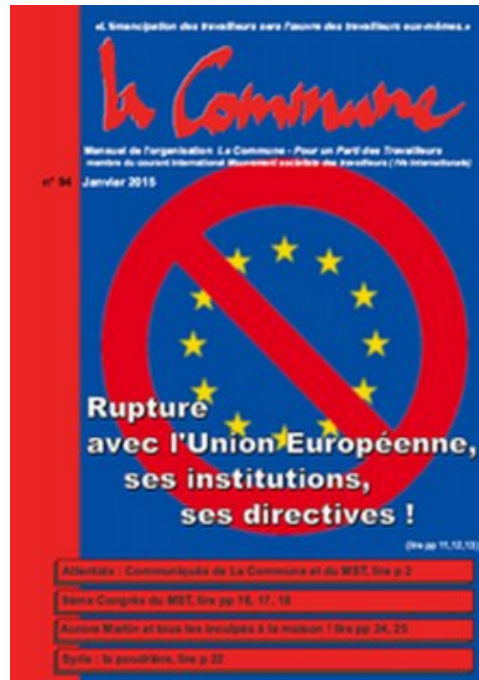 «L'émancipation des travailleurs sera l'œuvre des travailleurs eux-mêmes.»
la Commune
Mensuel de l'organisation La Commune - Pour un Parti des Travailleurs
membre du courant international Mouvement socialiste des travailleurs (IVe Internationale)
n° 94 Janvier 2015
Rupture
avec l'Union Européenne,
ses institutions,
ses directives !
(lire pp 11,12,13)
Attentats : Communiqués de La Commune et du MST, lire p 2
9ème Congrès du MST, lire pp 16, 17, 18
Aurore Martin et tous les inculpés à la maison ! lire pp 24, 25
Syrie : la poudrière, lire p 22